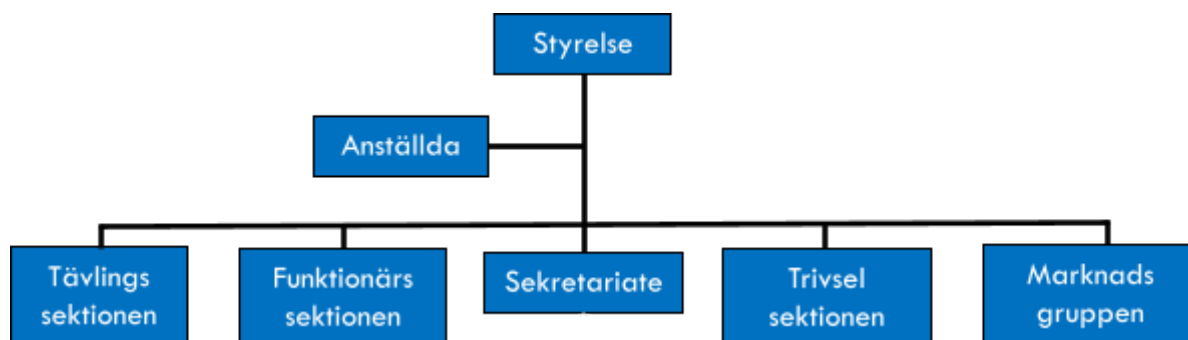 Styrelse
Anställda
Tävlings
sektionen
Funktionärs
sektionen
Sekretariate
Trivsel
sektionen
Marknads
gruppen